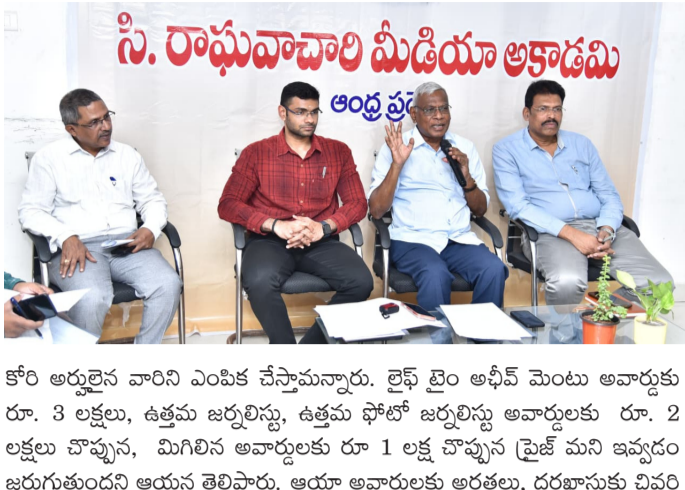 సి. రాఘవాచారి మీడియా అకాడమి
ఆంధ్ర
కోరి అర్హులైన వారిని ఎంపిక చేస్తామన్నారు. లైఫ్ టైం అఛీవ్ మెంటు అవార్డుకు
రూ. 3 లక్షలు, ఉత్తమ జర్నలిస్టు, ఉత్తమ ఫోటో జర్నలిస్టు అవార్డులకు రూ. 2
లక్షలు చొప్పున, మిగిలిన అవార్డులకు రూ 1 లక్ష చొప్పున ప్రైజ్ మని ఇవ్వడం
జరుగుతుందని ఆయన తెలిపారు. ఆయా అవార్డులకు అర్హతలు, దరఖాస్తుకు చివరి